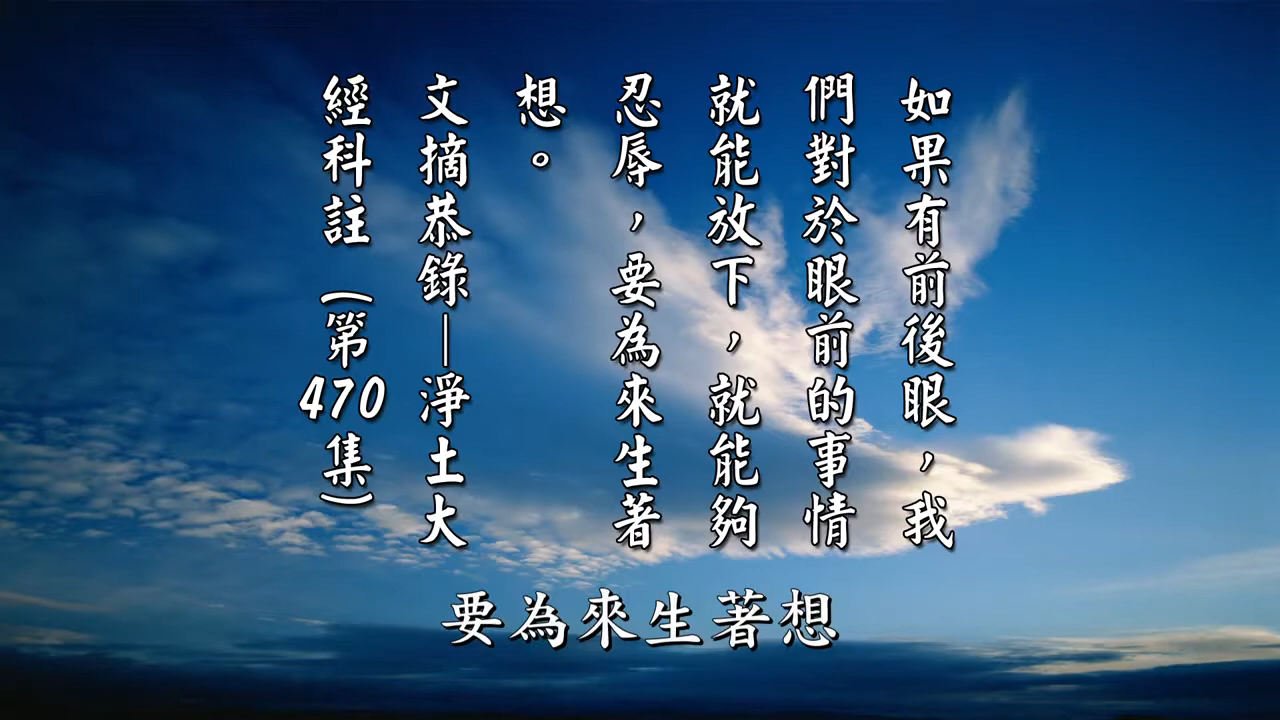 如果有前後眼，我
們對於眼前的事情
就能放下，就能夠
忍辱，要為來生著
想。
文摘恭錄—淨土大
經科註（第470集）
要為來生著想